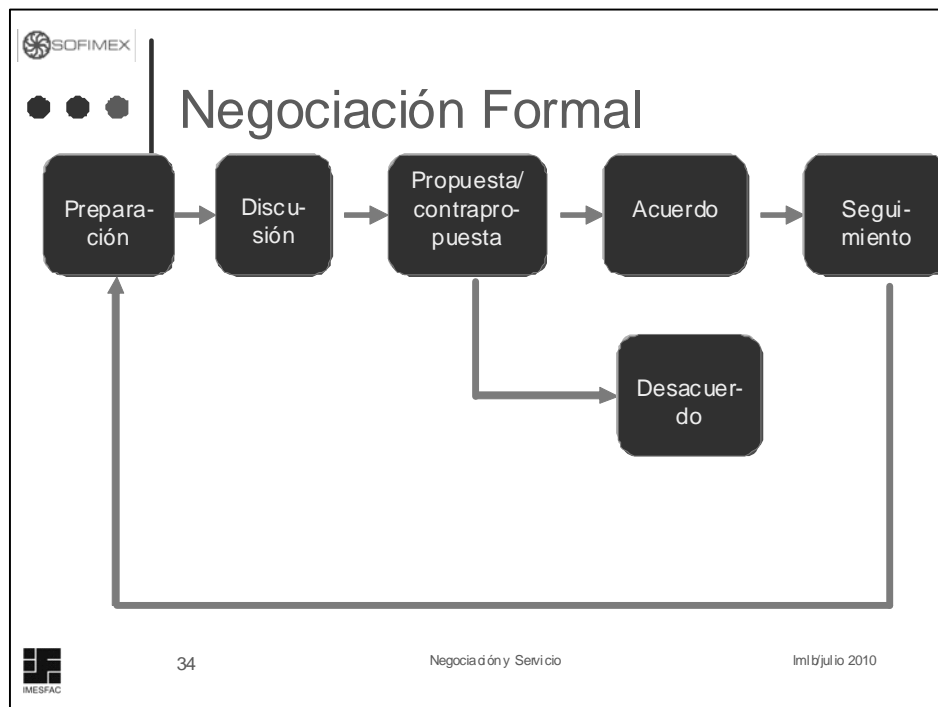 SOFIMEX
Negociación Formal
Prepara-
ción
Discu-
sión
Propuesta/
contrapro-
puesta
Acuerdo
Segui-
miento
Desacuer-
do
34
Negociación y Servicio
lmlb/julio 2010
IMESFAC